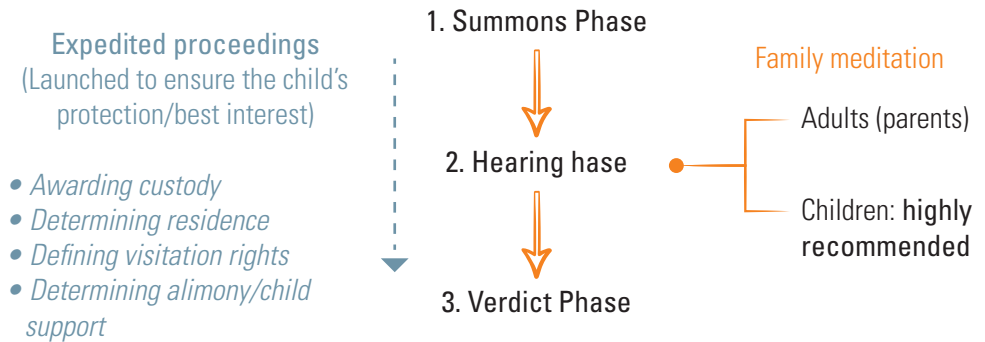 Expedited proceedings
(Launched to ensure the child's
protection/best interest)
• Awarding custody
• Determining residence
• Defining visitation rights
• Determining alimony/child
support
1. Summons Phase
2. Hearing hase
3. Verdict Phase
Family meditation
Adults (parents)
Children: highly
recommended